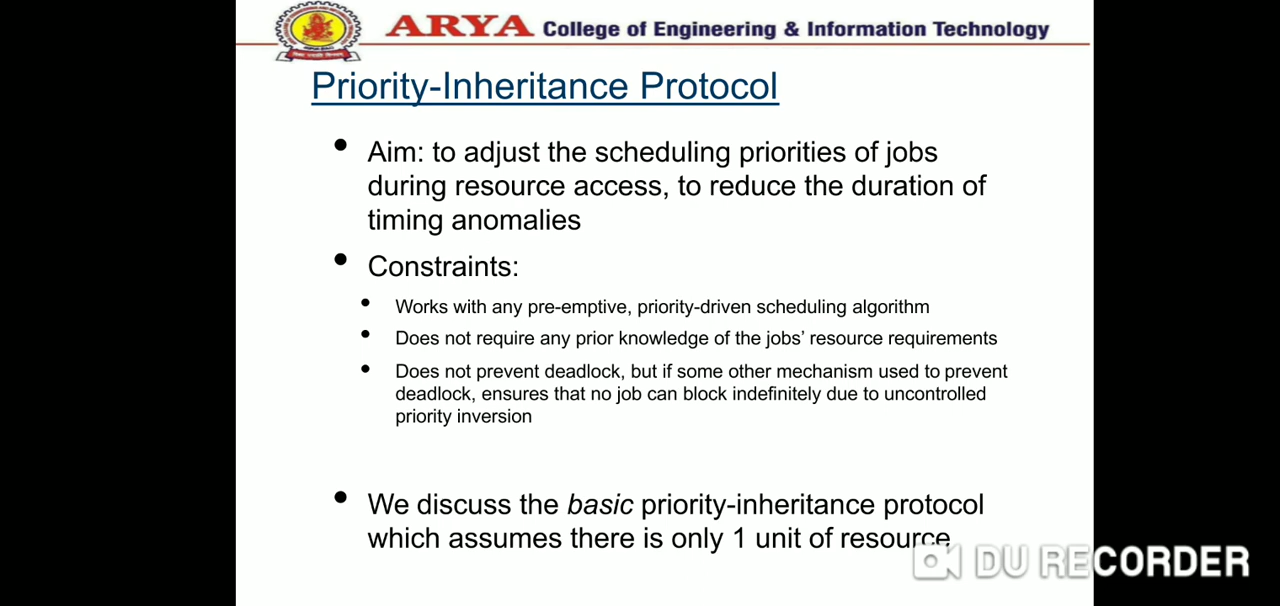 ARYA College of Engineering & Information Technology
Priority-Inheritance Protocol
• Aim: to adjust the scheduling priorities of jobs
during resource access, to reduce the duration of
timing anomalies
• Constraints:
• Works with any pre-emptive, priority-driven scheduling algorithm
• Does not require any prior knowledge of the jobs’ resource requirements
• Does not prevent deadlock, but if some other mechanism used to prevent
deadlock, ensures that no job can block indefinitely due to uncontrolled
priority inversion
• We discuss the basic priority-inheritance protocol
which assumes there is only 1 unit of resource
DU RECORDER